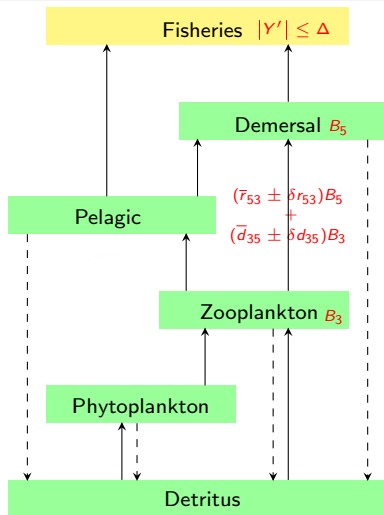 Fisheries |Y′| ≤ Δ
Demersal B₅
(r̅₅₃ ± δr₅₃)B₅
+
(d̅₃₅ ± δd₃₅)B₃
Pelagic
Zooplankton B₃
Phytoplankton
Detritus